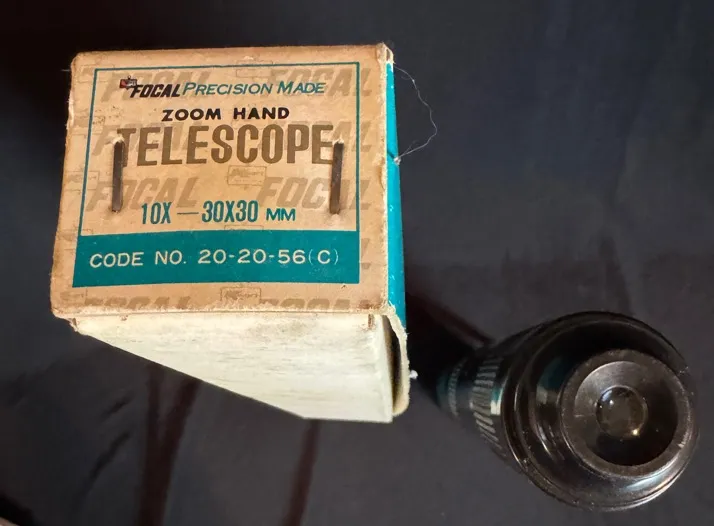 FOCAL PRECISION MADE
ZOOM HAND
TELESCOPE
10X — 30X30 MM
CODE NO. 20-20-56(C)